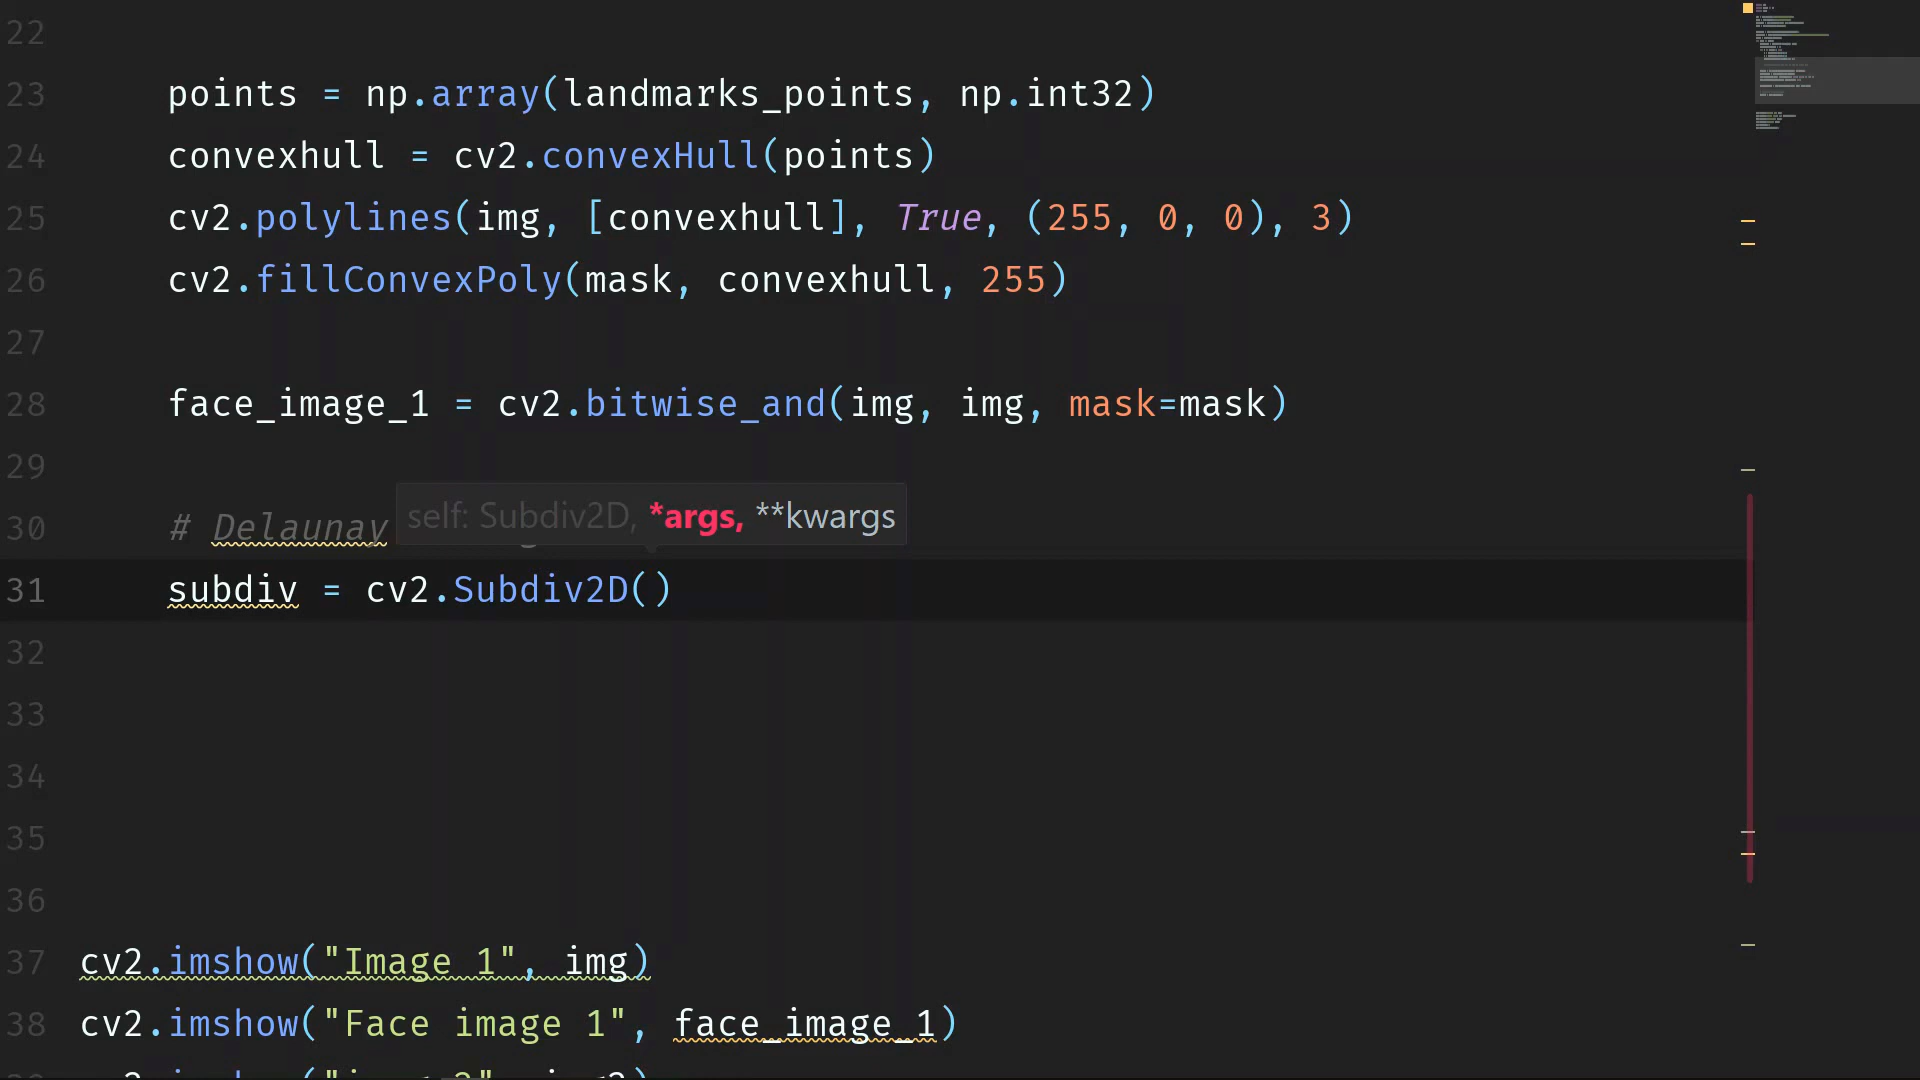 22
23 points = np.array(landmarks_points, np.int32)
24 convexhull = cv2.convexHull(points)
25 cv2.polylines(img, [convexhull], True, (255, 0, 0), 3)
26 cv2.fillConvexPoly(mask, convexhull, 255)
27
28 face_image_1 = cv2.bitwise_and(img, img, mask=mask)
29
self: Subdiv2D, *args, **kwargs
30 # Delaunay
31 subdiv = cv2.Subdiv2D()
32
33
34
35
36
37 cv2.imshow("Image 1", img)
38 cv2.imshow("Face image 1", face_image_1)